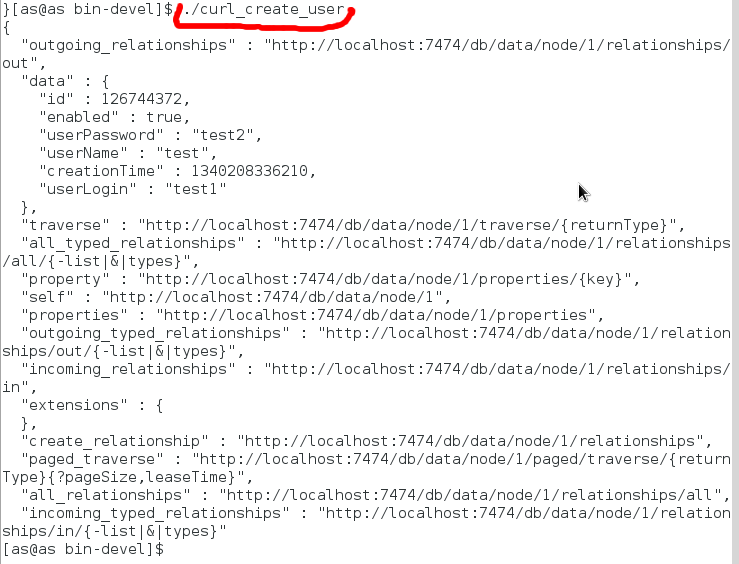 }[as@as bin-devel]$ ./curl_create_user
{
  "outgoing_relationships" : "http://localhost:7474/db/data/node/1/relationships/
out",
  "data" : {
    "id" : 126744372,
    "enabled" : true,
    "userPassword" : "test2",
    "userName" : "test",
    "creationTime" : 1340208336210,
    "userLogin" : "test1"
  },
  "traverse" : "http://localhost:7474/db/data/node/1/traverse/{returnType}",
  "all_typed_relationships" : "http://localhost:7474/db/data/node/1/relationships
/all/{-list|&|types}",
  "property" : "http://localhost:7474/db/data/node/1/properties/{key}",
  "self" : "http://localhost:7474/db/data/node/1",
  "properties" : "http://localhost:7474/db/data/node/1/properties",
  "outgoing_typed_relationships" : "http://localhost:7474/db/data/node/1/relation
ships/out/{-list|&|types}",
  "incoming_relationships" : "http://localhost:7474/db/data/node/1/relationships/
in",
  "extensions" : {
  },
  "create_relationship" : "http://localhost:7474/db/data/node/1/relationships",
  "paged_traverse" : "http://localhost:7474/db/data/node/1/paged/traverse/{return
Type}{?pageSize,leaseTime}",
  "all_relationships" : "http://localhost:7474/db/data/node/1/relationships/all",
  "incoming_typed_relationships" : "http://localhost:7474/db/data/node/1/relation
ships/in/{-list|&|types}"
[as@as bin-devel]$